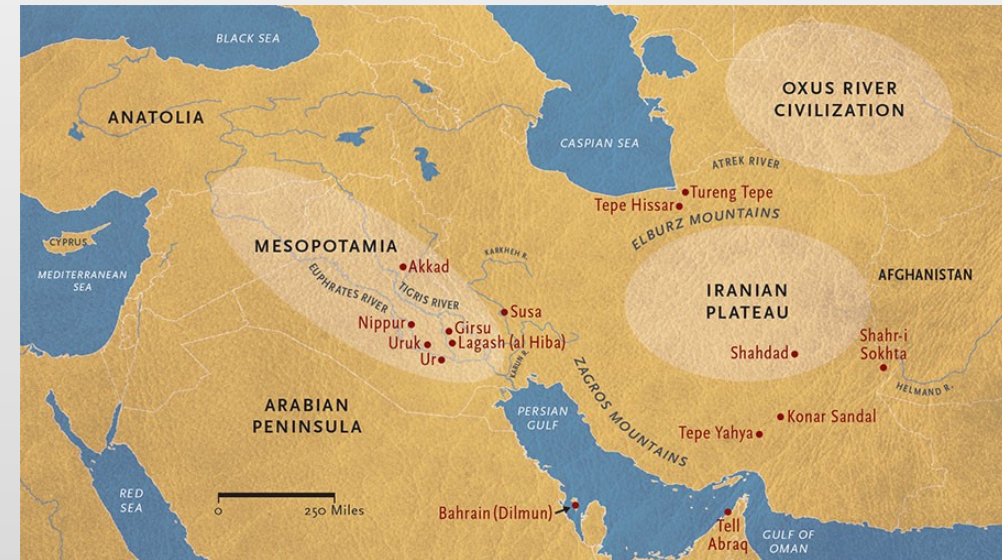 BLACK SEA
ANATOLIA
OXUS RIVER
CIVILIZATION
CASPIAN SEA
ATREK RIVER
Tureng Tepe
Tepe Hissar
ELBURZ MOUNTAINS
CYPRUS
MEDITERRANEAN
SEA
MESOPOTAMIA
KARKHEH R.
Akkad
EUPHRATES RIVER
TIGRIS RIVER
AFGHANISTAN
IRANIAN
PLATEAU
Susa
Nippur
Girsu
Uruk
Lagash (al Hiba)
Ur
KARUN R.
Shahdad
Shahr-i
Sokhta
HELMAND R.
ZAGROS MOUNTAINS
ARABIAN
PENINSULA
PERSIAN
GULF
Konar Sandal
Tepe Yahya
RED
SEA
0
250 Miles
Bahrain (Dilmun)
Tell
Abraq
GULF OF
OMAN